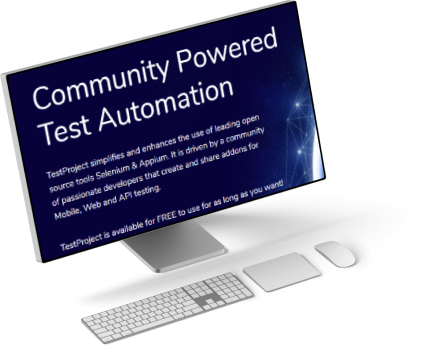 Community Powered
Test Automation
TestProject simplifies and enhances the use of leading open
source tools Selenium & Appium. It is driven by a community
of passionate developers that create and share addons for
Mobile, Web and API testing.
TestProject is available for FREE to use for as long as you want!